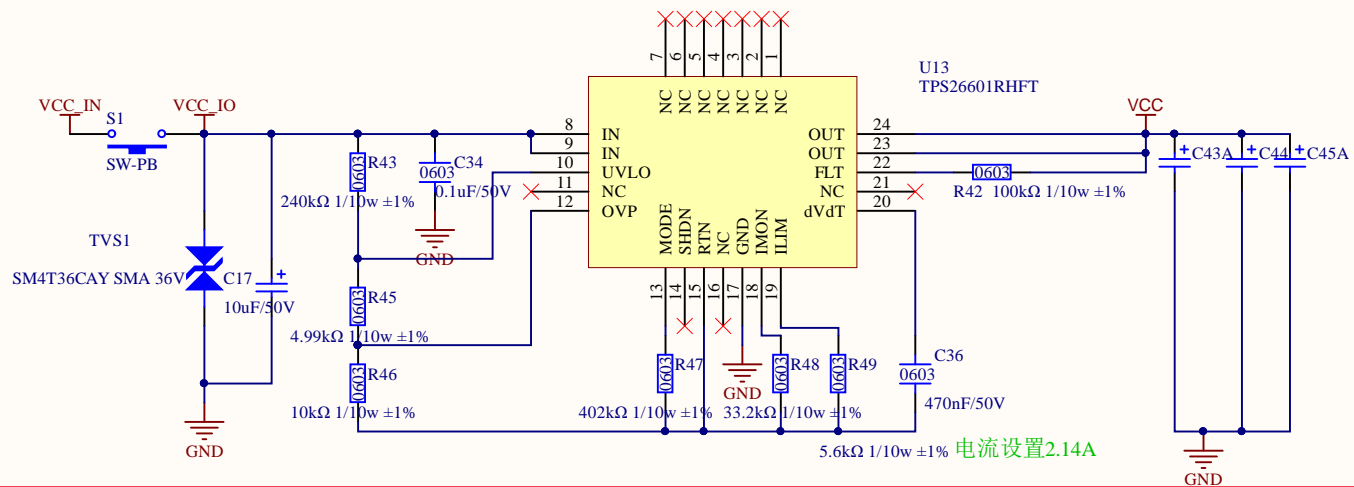 7
6
5
4
3
2
1
NC
NC
NC
NC
NC
NC
NC
U13
TPS26601RHFT
VCC_IN
S1
SW-PB
VCC_IO
VCC
8
IN
9
IN
10
UVLO
11
NC
12
OVP
OUT
24
OUT
23
FLT
22
NC
21
dVdT
20
0603
R43
240kΩ 1/10w ±1%
0603
C34
0.1uF/50V
GND
0603
R42 100kΩ 1/10w ±1%
C43A
C44
C45A
MODE
SHDN
RTN
NC
GND
IMON
ILIM
13
14
15
16
17
18
19
TVS1
SM4T36CAY SMA 36V
C17
10uF/50V
0603
R45
4.99kΩ 1/10w ±1%
0603
R46
10kΩ 1/10w ±1%
0603
R47
402kΩ 1/10w ±1%
GND
0603
R48
33.2kΩ 1/10w ±1%
0603
R49
5.6kΩ 1/10w ±1%
电流设置2.14A
C36
0603
470nF/50V
GND
GND